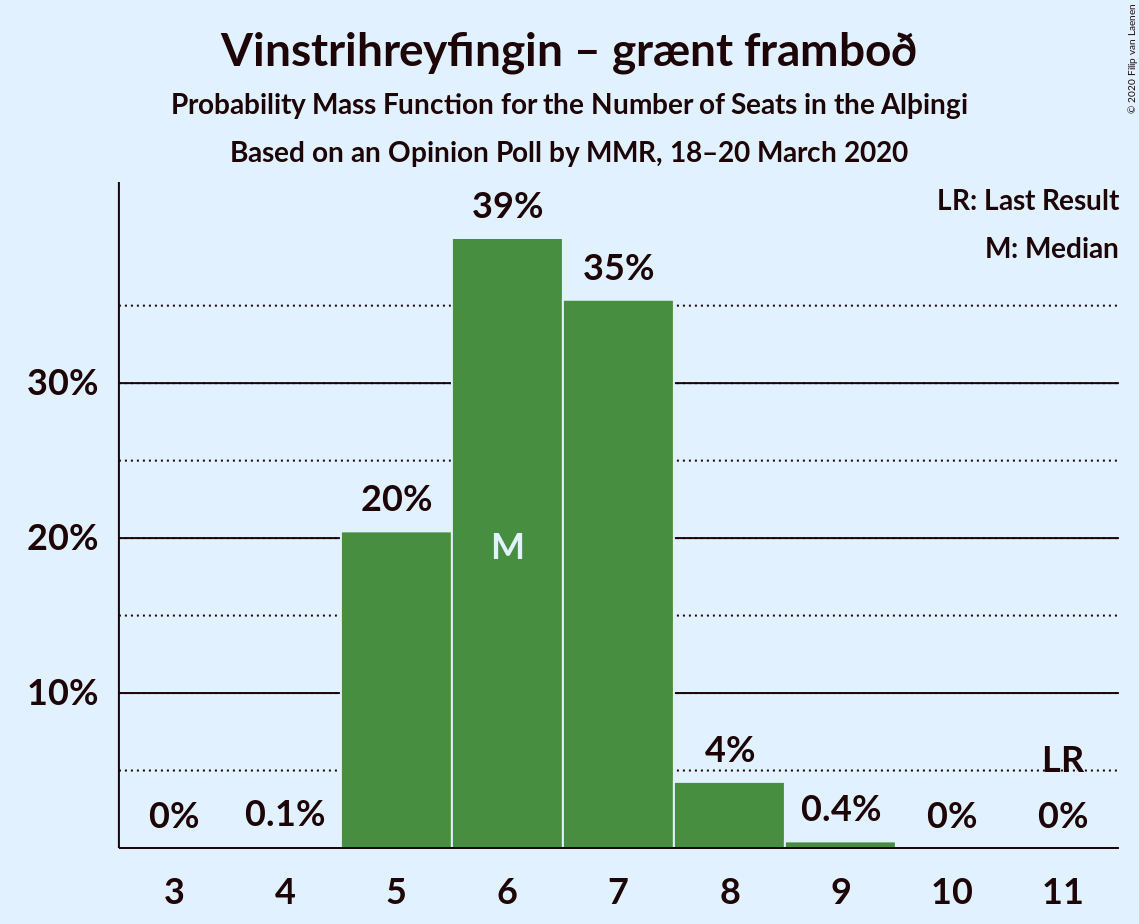 Vinstrihreyfingin – grænt framboð
Probability Mass Function for the Number of Seats in the Alþingi
Based on an Opinion Poll by MMR, 18–20 March 2020
© 2020 Filip van Laenen
LR: Last Result
M: Median
39%
35%
30%
20%
M
20%
10%
4%
LR
0%
0.1%
0.4%
0%
0%
3
4
5
6
7
8
9
10
11